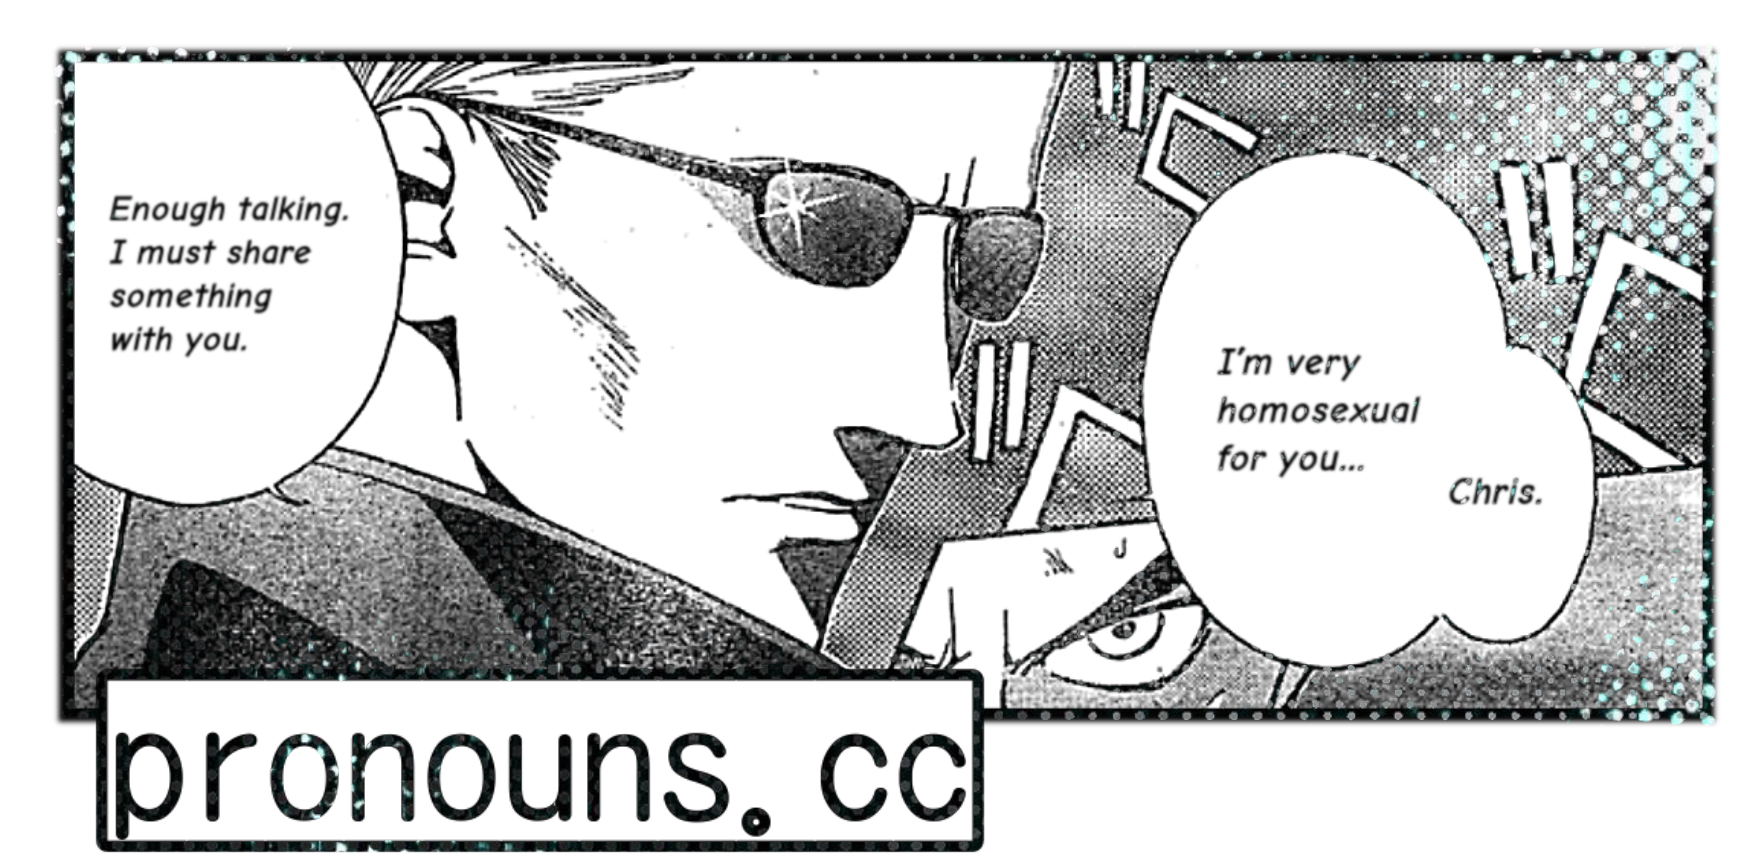 Enough talking.
I must share
something
with you.
I'm very
homosexual
for you...
Chris.
pronouns.cc